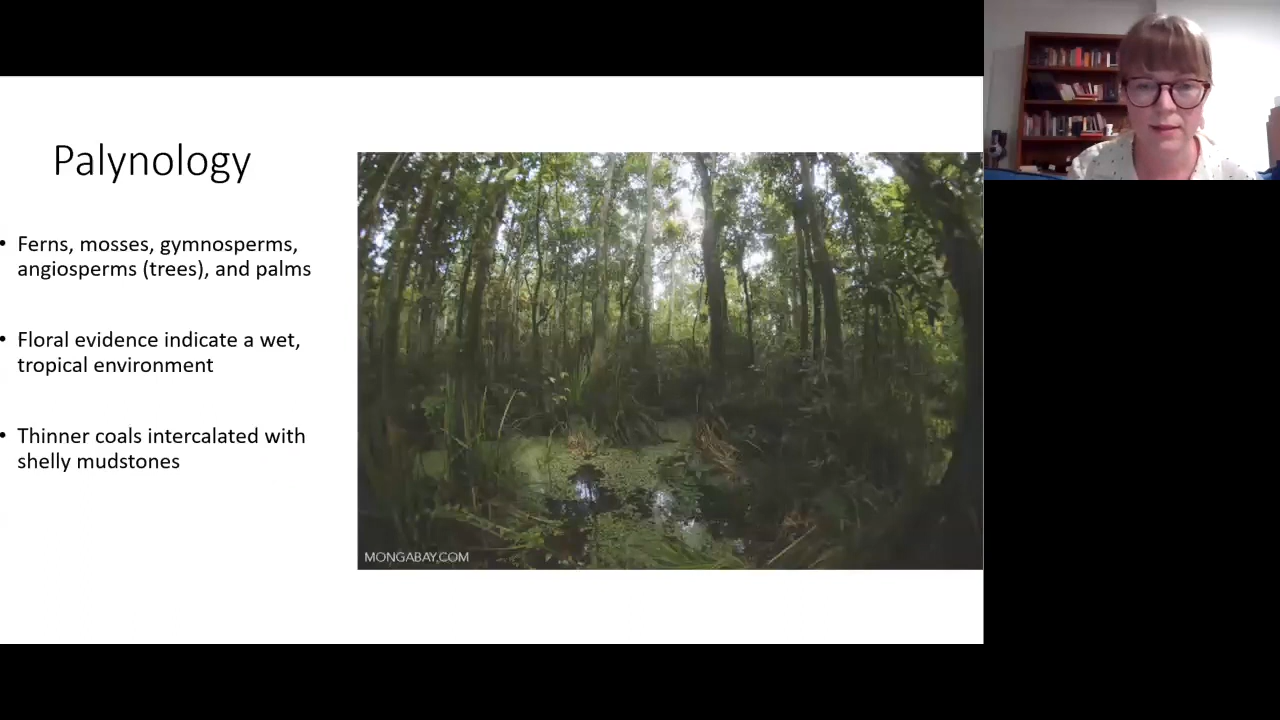 Palynology
• Ferns, mosses, gymnosperms,
angiosperms (trees), and palms
• Floral evidence indicate a wet,
tropical environment
• Thinner coals intercalated with
shelly mudstones
MONGABAY.COM